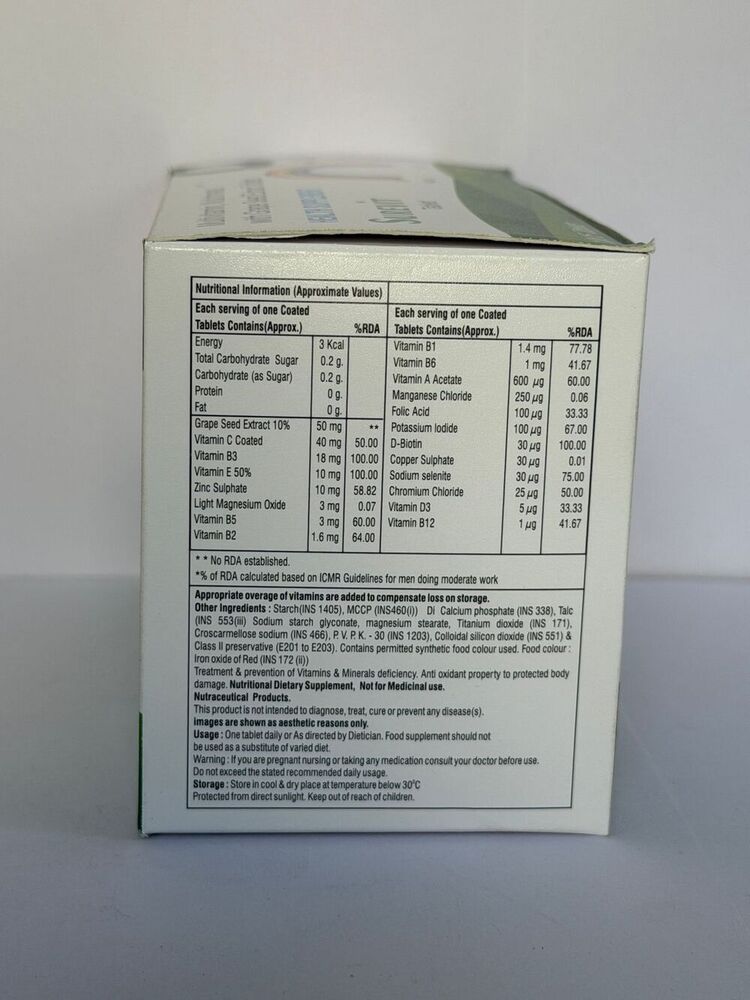 Nutritional Information (Approximate Values)
Each serving of one Coated
Tablets Contains(Approx.) %RDA
Energy 3 Kcal
Total Carbohydrate Sugar 0.2 g.
Carbohydrate (as Sugar) 0.2 g.
Protein 0 g.
Fat 0 g.
Grape Seed Extract 10% 50 mg **
Vitamin C Coated 40 mg 50.00
Vitamin B3 18 mg 100.00
Vitamin E 50% 10 mg 100.00
Zinc Sulphate 10 mg 58.82
Light Magnesium Oxide 3 mg 0.07
Vitamin B5 3 mg 60.00
Vitamin B2 1.6 mg 64.00
Each serving of one Coated
Tablets Contains(Approx.) %RDA
Vitamin B1 1.4 mg 77.78
Vitamin B6 1 mg 41.67
Vitamin A Acetate 600 µg 60.00
Manganese Chloride 250 µg 0.06
Folic Acid 100 µg 33.33
Potassium Iodide 100 µg 67.00
D-Biotin 30 µg 100.00
Copper Sulphate 30 µg 0.01
Sodium selenite 30 µg 75.00
Chromium Chloride 25 µg 50.00
Vitamin D3 5 µg 33.33
Vitamin B12 1 µg 41.67
* * No RDA established.
*% of RDA calculated based on ICMR Guidelines for men doing moderate work
Appropriate overage of vitamins are added to compensate loss on storage.
Other Ingredients : Starch(INS 1405), MCCP (INS460(i)) Di Calcium phosphate (INS 338), Talc
(INS 553(iii) Sodium starch glyconate, magnesium stearate, Titanium dioxide (INS 171),
Croscarmellose sodium (INS 466), P. V. P. K. - 30 (INS 1203), Colloidal silicon dioxide (INS 551) &
Class II preservative (E201 to E203). Contains permitted synthetic food colour used. Food colour :
Iron oxide of Red (INS 172 (ii))
Treatment & prevention of Vitamins & Minerals deficiency. Anti oxidant property to protected body
damage. Nutritional Dietary Supplement, Not for Medicinal use.
Nutraceutical Products.
This product is not intended to diagnose, treat, cure or prevent any disease(s).
Images are shown as aesthetic reasons only.
Usage : One tablet daily or As directed by Dietician. Food supplement should not
be used as a substitute of varied diet.
Warning : If you are pregnant nursing or taking any medication consult your doctor before use.
Do not exceed the stated recommended daily usage.
Storage : Store in cool & dry place at temperature below 30°C
Protected from direct sunlight. Keep out of reach of children.